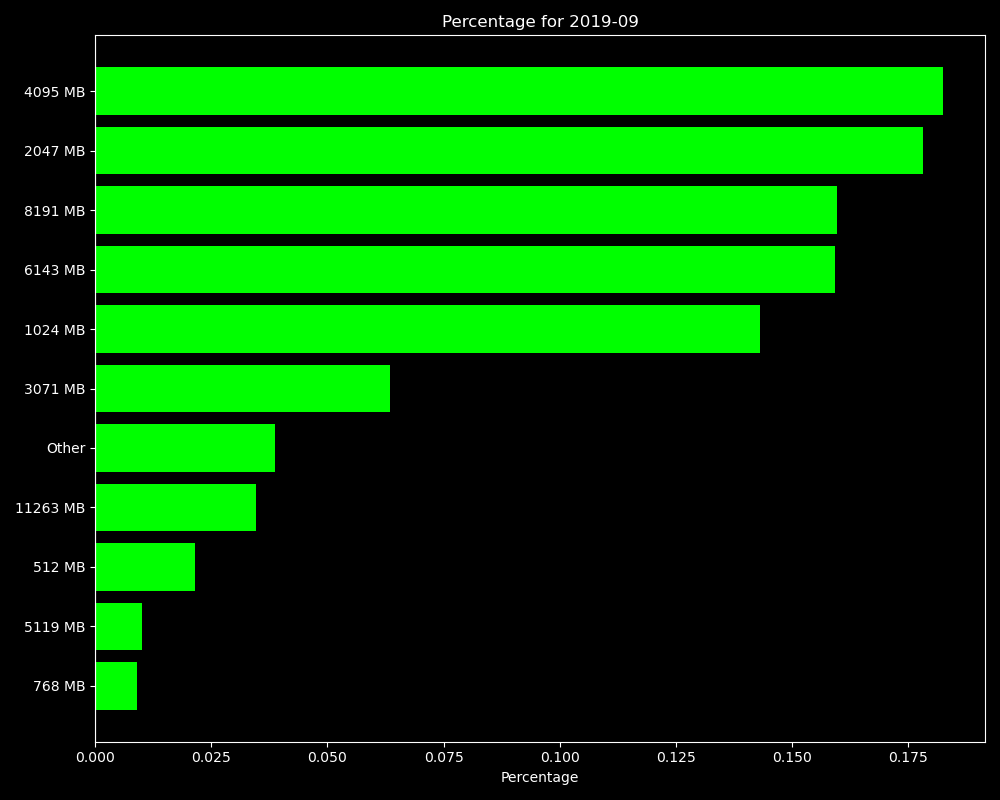 Percentage for 2019-09
4095 MB
2047 MB
8191 MB
6143 MB
1024 MB
3071 MB
Other
11263 MB
512 MB
5119 MB
768 MB
0.000 0.025 0.050 0.075 0.100 0.125 0.150 0.175
Percentage